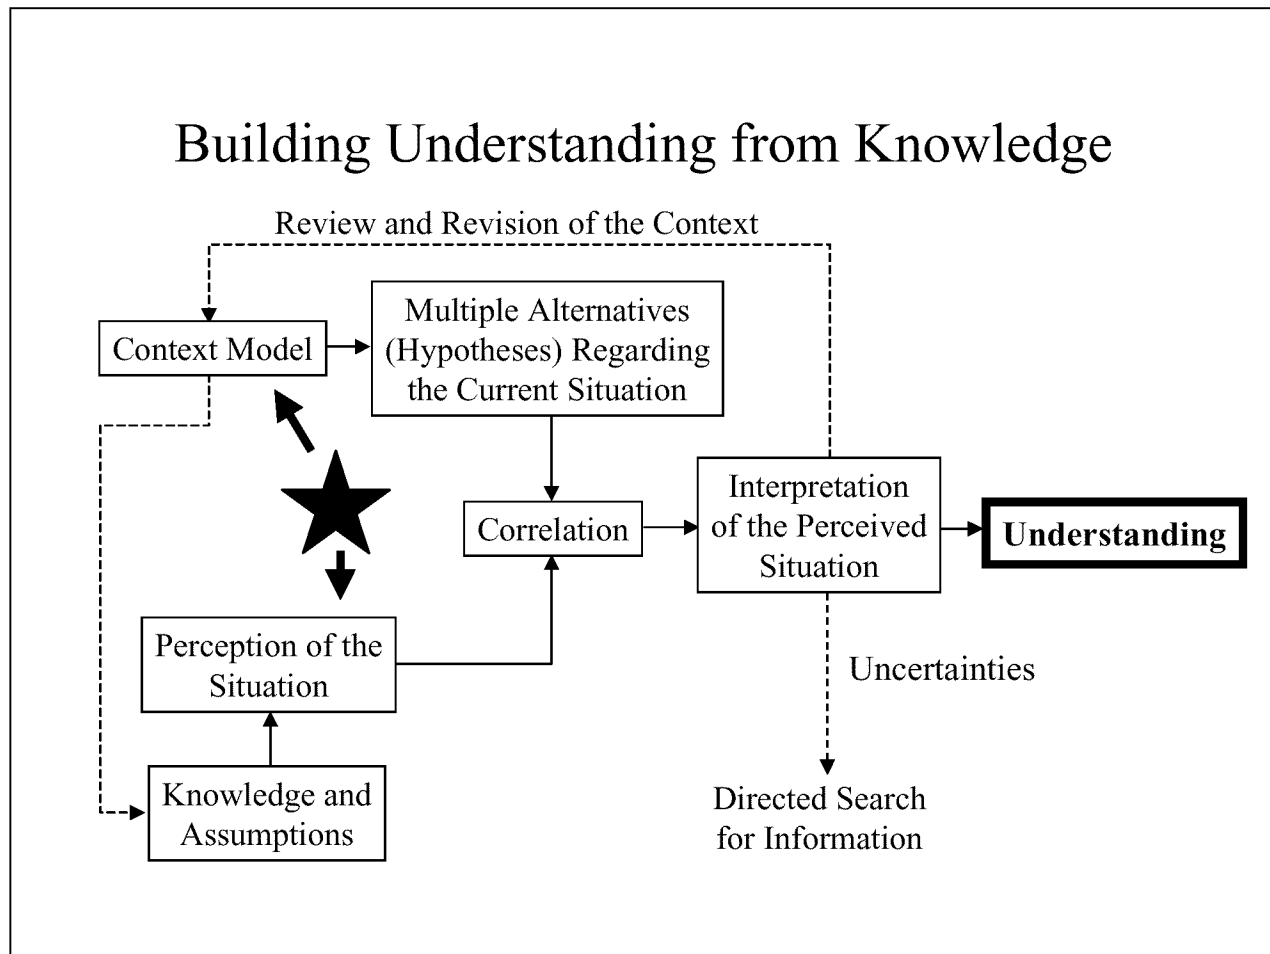 Building Understanding from Knowledge
Review and Revision of the Context
Context Model
Multiple Alternatives
(Hypotheses) Regarding
the Current Situation
Correlation
Interpretation
of the Perceived
Situation
Understanding
Perception of the
Situation
Uncertainties
Knowledge and
Assumptions
Directed Search
for Information